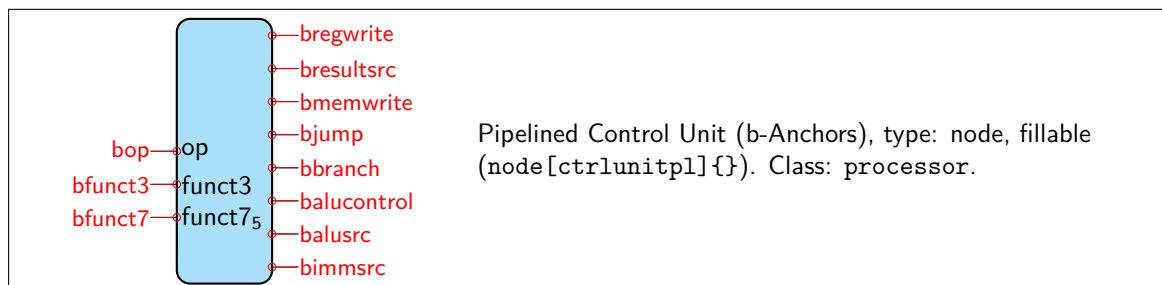 bregwrite
bresultsrc
bmemwrite
bjump
bbranch
balucontrol
balusrc
bimmsrc
bop
op
bfunct3
funct3
bfunct7
funct7₅
Pipelined Control Unit (b-Anchors), type: node, fillable
(node[ctrlunitpl]{}). Class: processor.